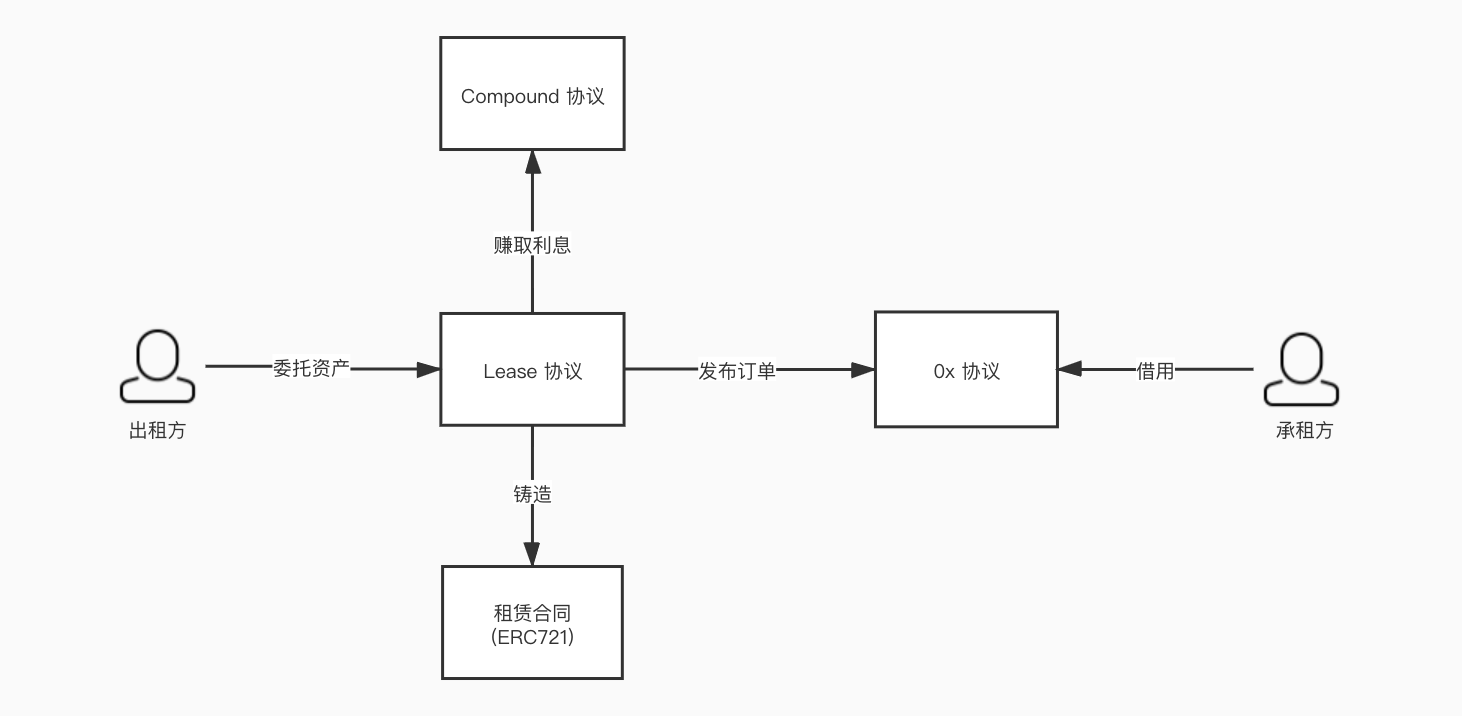 Compound 协议
赚取利息
委托资产
Lease 协议
发布订单
0x 协议
借用
出租方
承租方
铸造
租赁合同
(ERC721)